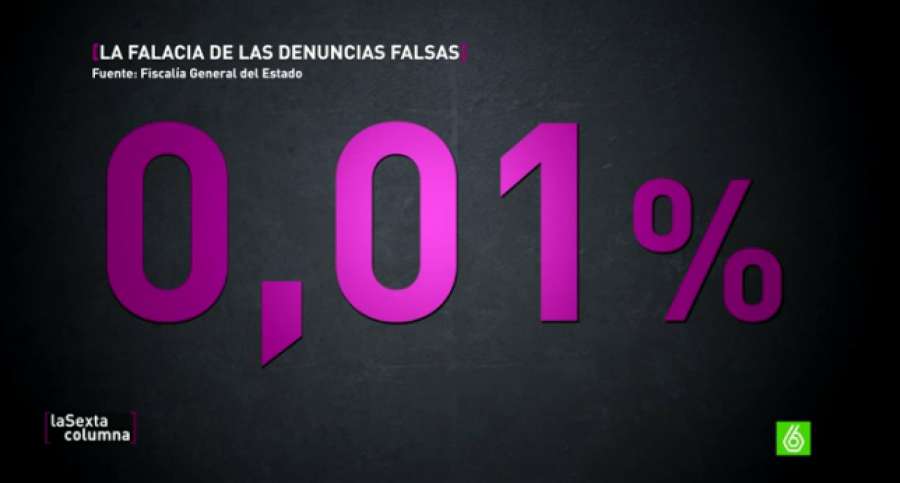 [LA FALACIA DE LAS DENUNCIAS FALSAS]
Fuente: Fiscalía General del Estado
0,01%
[laSexta
columna]
6